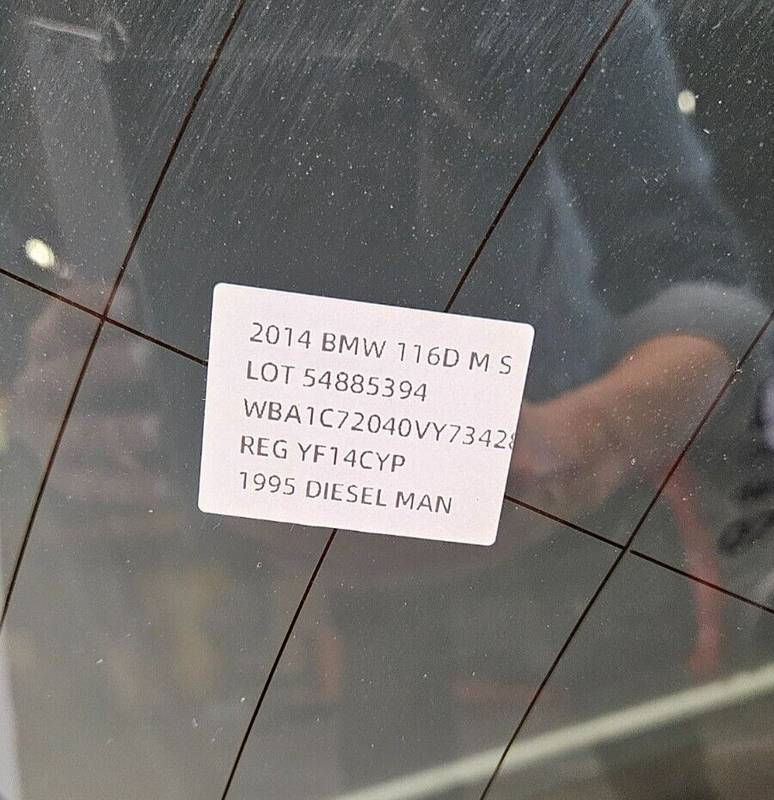 2014 BMW 116D M S
LOT 54885394
WBA1C72040VY73428
REG YF14CYP
1995 DIESEL MAN